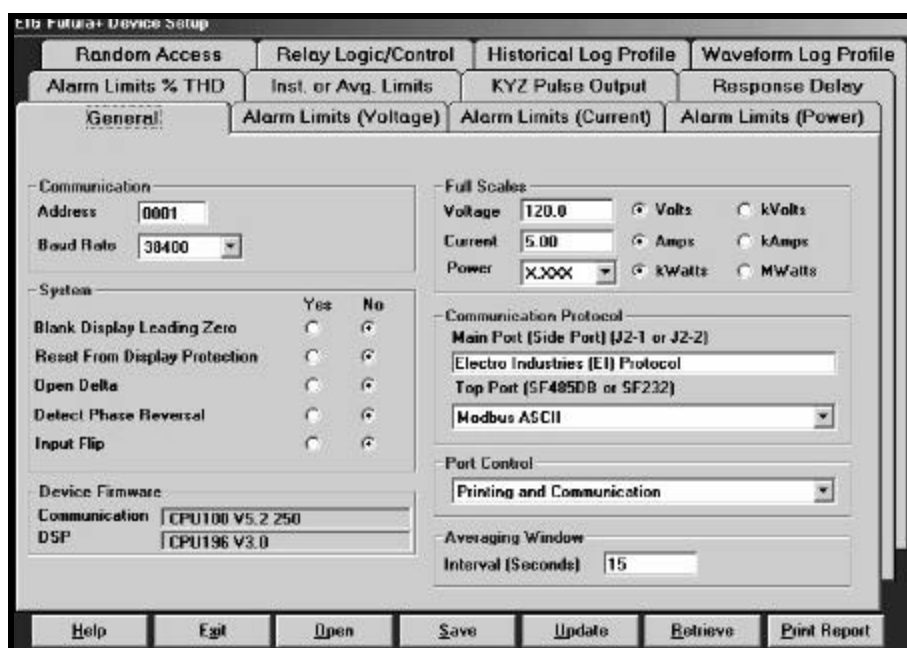 EIG Futura+ Device Setup
Random Access
Relay Logic/Control
Historical Log Profile
Waveform Log Profile
Alarm Limits % THD
Inst. or Avg. Limits
KYZ Pulse Output
Response Delay
General
Alarm Limits (Voltage)
Alarm Limits (Current)
Alarm Limits (Power)
Communication
Address 0001
Baud Rate 38400
System
Yes No
Blank Display Leading Zero
Reset From Display Protection
Open Delta
Detect Phase Reversal
Input Flip
Device Firmware
Communication CPU100 V5.2 250
DSP CPU196 V3.0
Full Scales
Voltage 120.0 Volts kVolts
Current 5.00 Amps kAmps
Power X.XXX kWatts MWatts
Communication Protocol
Main Port (Side Port) (J2-1 or J2-2)
Electro Industries (EI) Protocol
Top Port (SF485DB or SF232)
Modbus ASCII
Port Control
Printing and Communication
Averaging Window
Interval (Seconds) 15
Help
Exit
Open
Save
Update
Retrieve
Print Report